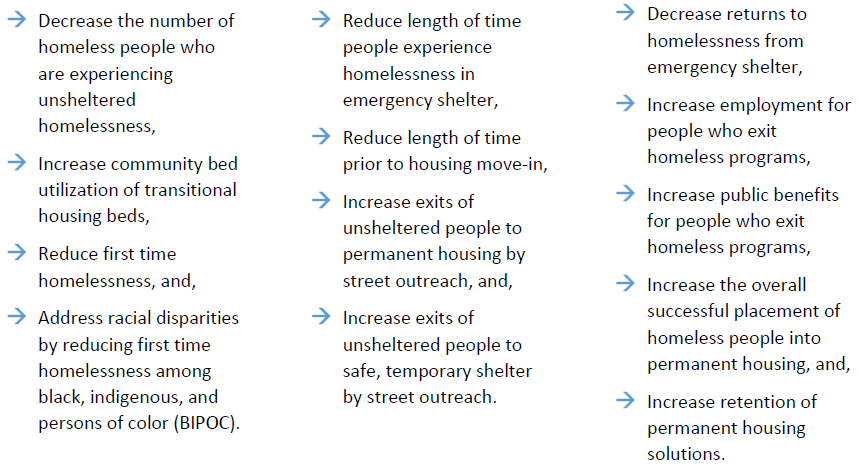 → Decrease the number of
homeless people who
are experiencing
unsheltered
homelessness,
→ Increase community bed
utilization of transitional
housing beds,
→ Reduce first time
homelessness, and,
→ Address racial disparities
by reducing first time
homelessness among
black, indigenous, and
persons of color (BIPOC).
→ Reduce length of time
people experience
homelessness in
emergency shelter,
→ Reduce length of time
prior to housing move-in,
→ Increase exits of
unsheltered people to
permanent housing by
street outreach, and,
→ Increase exits of
unsheltered people to
safe, temporary shelter
by street outreach.
→ Decrease returns to
homelessness from
emergency shelter,
→ Increase employment for
people who exit
homeless programs,
→ Increase public benefits
for people who exit
homeless programs,
→ Increase the overall
successful placement of
homeless people into
permanent housing, and,
→ Increase retention of
permanent housing
solutions.